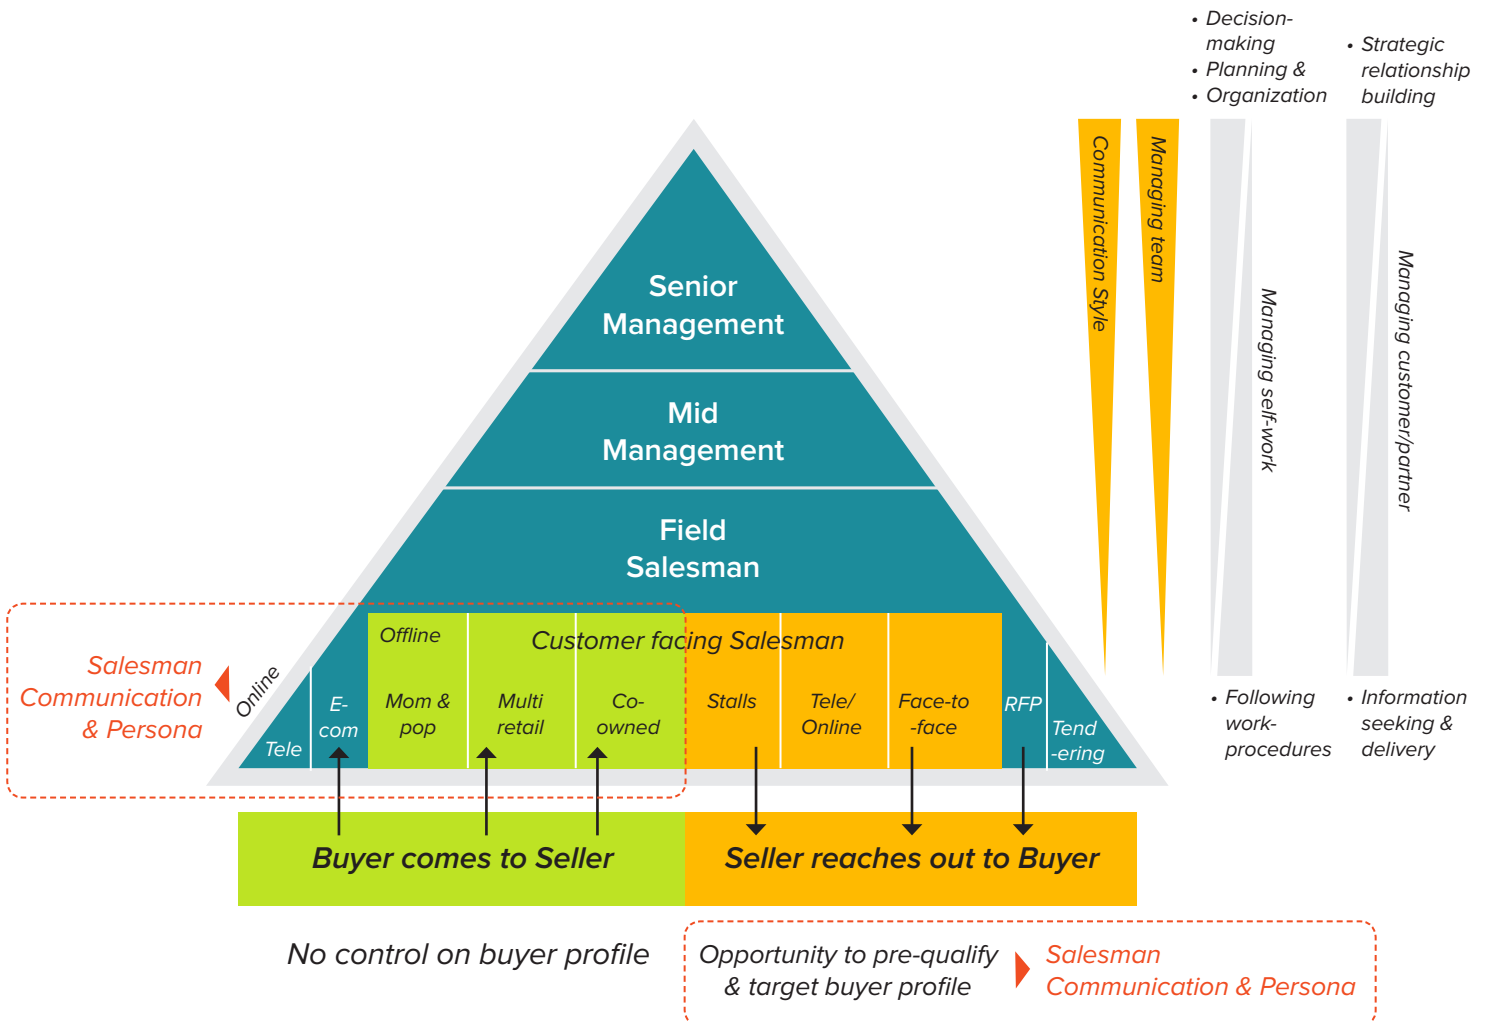 • Decision-
making
• Planning &
• Organization
• Strategic
relationship
building
Communication Style
Managing team
Managing self-work
Managing customer/partner
Senior
Management
Mid
Management
Field
Salesman
Customer facing Salesman
Salesman
Communication
& Persona
Online
Tele
E-
com
Offline
Mom &
pop
Multi
retail
Co-
owned
Stalls
Tele/
Online
Face-to
-face
RFP
Tend
-ering
• Following
work-
procedures
• Information
seeking &
delivery
Buyer comes to Seller
Seller reaches out to Buyer
No control on buyer profile
Opportunity to pre-qualify
& target buyer profile
Salesman
Communication & Persona